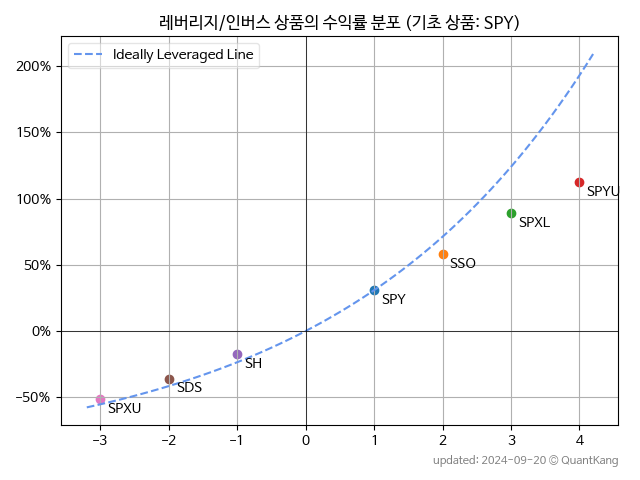 레버리지/인버스 상품의 수익률 분포 (기초 상품: SPY)
Ideally Leveraged Line
200%
150%
100%
50%
0%
−50%
SPYU
SPXL
SSO
SPY
SH
SDS
SPXU
−3 −2 −1 0 1 2 3 4
updated: 2024-09-20 © QuantKang